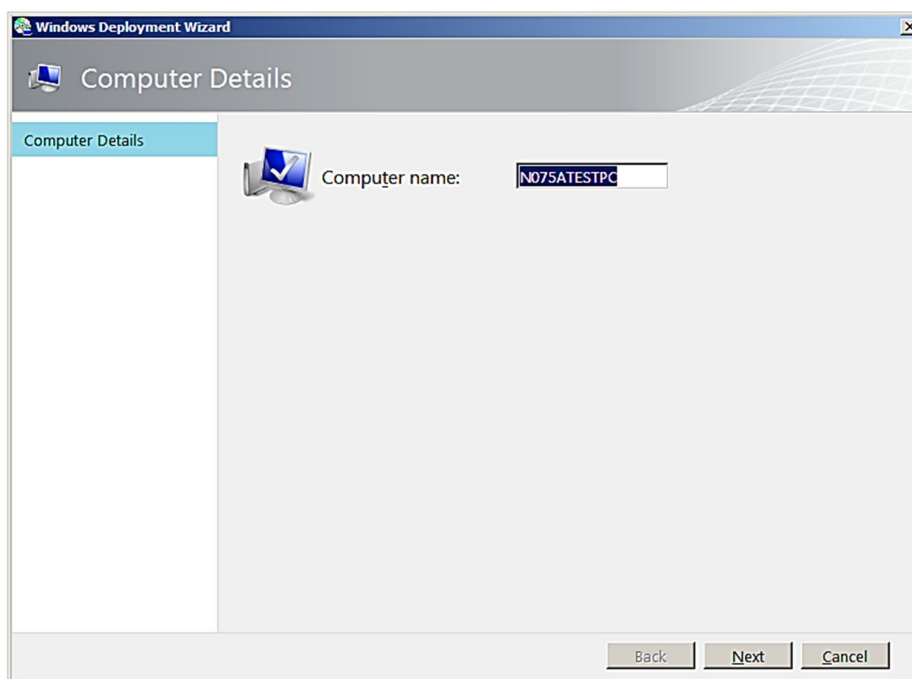 Windows Deployment Wizard
Computer Details
Computer Details
Computer name:
N075ATESTPC
Back
Next
Cancel